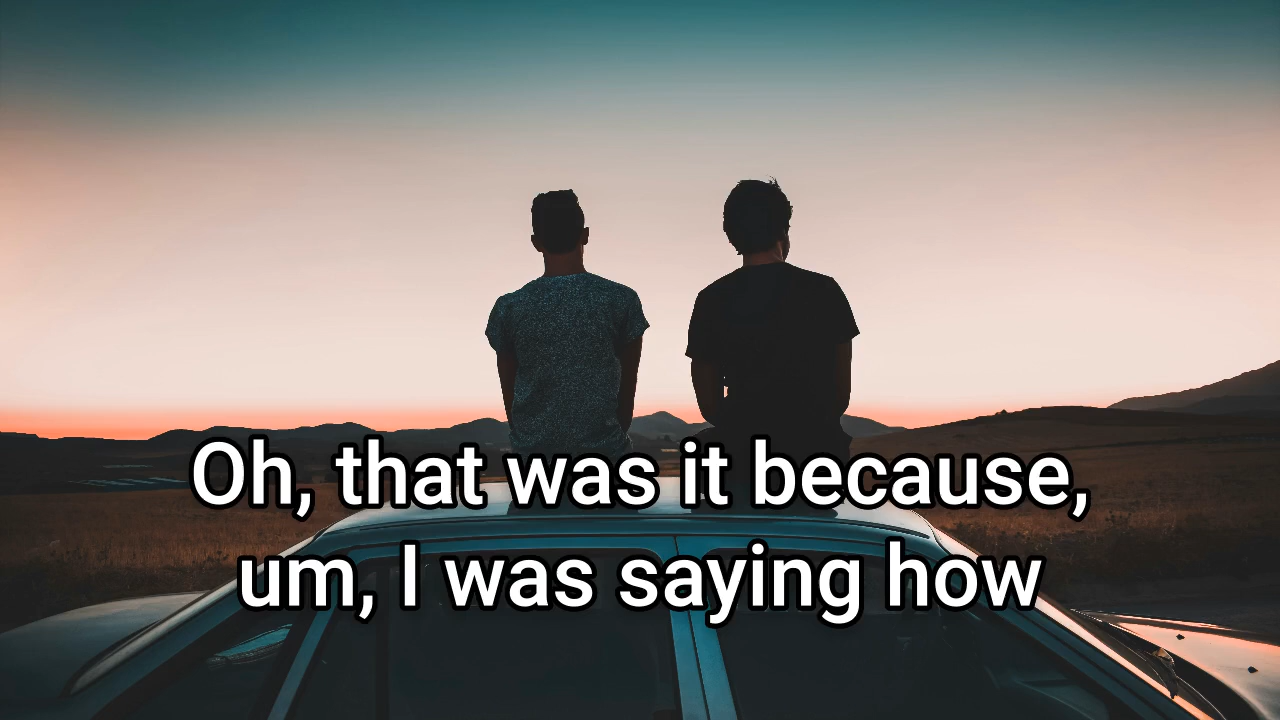 Oh, that was it because,
um, I was saying how